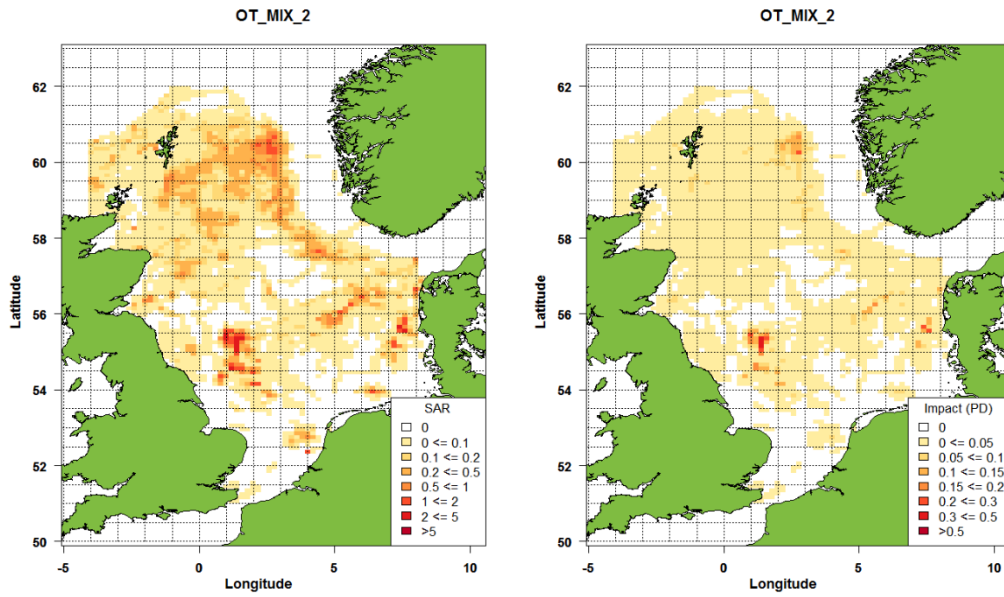 OT_MIX_2
62
60
58
56
54
52
50
Latitude
-5
0
5
10
Longitude
SAR
0
0 <= 0.1
0.1 <= 0.2
0.2 <= 0.5
0.5 <= 1
1 <= 2
2 <= 5
>5
OT_MIX_2
62
60
58
56
54
52
50
Latitude
-5
0
5
10
Longitude
Impact (PD)
0
0 <= 0.05
0.05 <= 0.1
0.1 <= 0.15
0.15 <= 0.2
0.2 <= 0.3
0.3 <= 0.5
>0.5